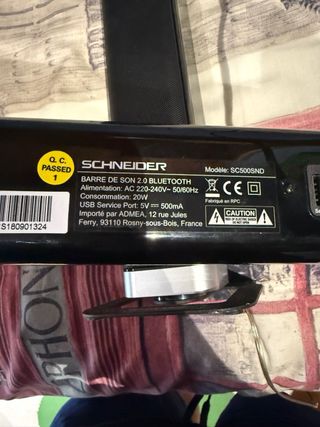 Q. C.
PASSED
1
SCHNEIDER
Modèle: SC500SND
BARRE DE SON 2.0 BLUETOOTH
Alimentation: AC 220-240V~ 50/60Hz
Consommation: 20W
USB Service Port: 5V⎓ 500mA
Importé par ADMEA, 12 rue Jules
Ferry, 93110 Rosny-sous-Bois, France
CE
Fabriqué en RPC
CAUTION
S180901324
PHON